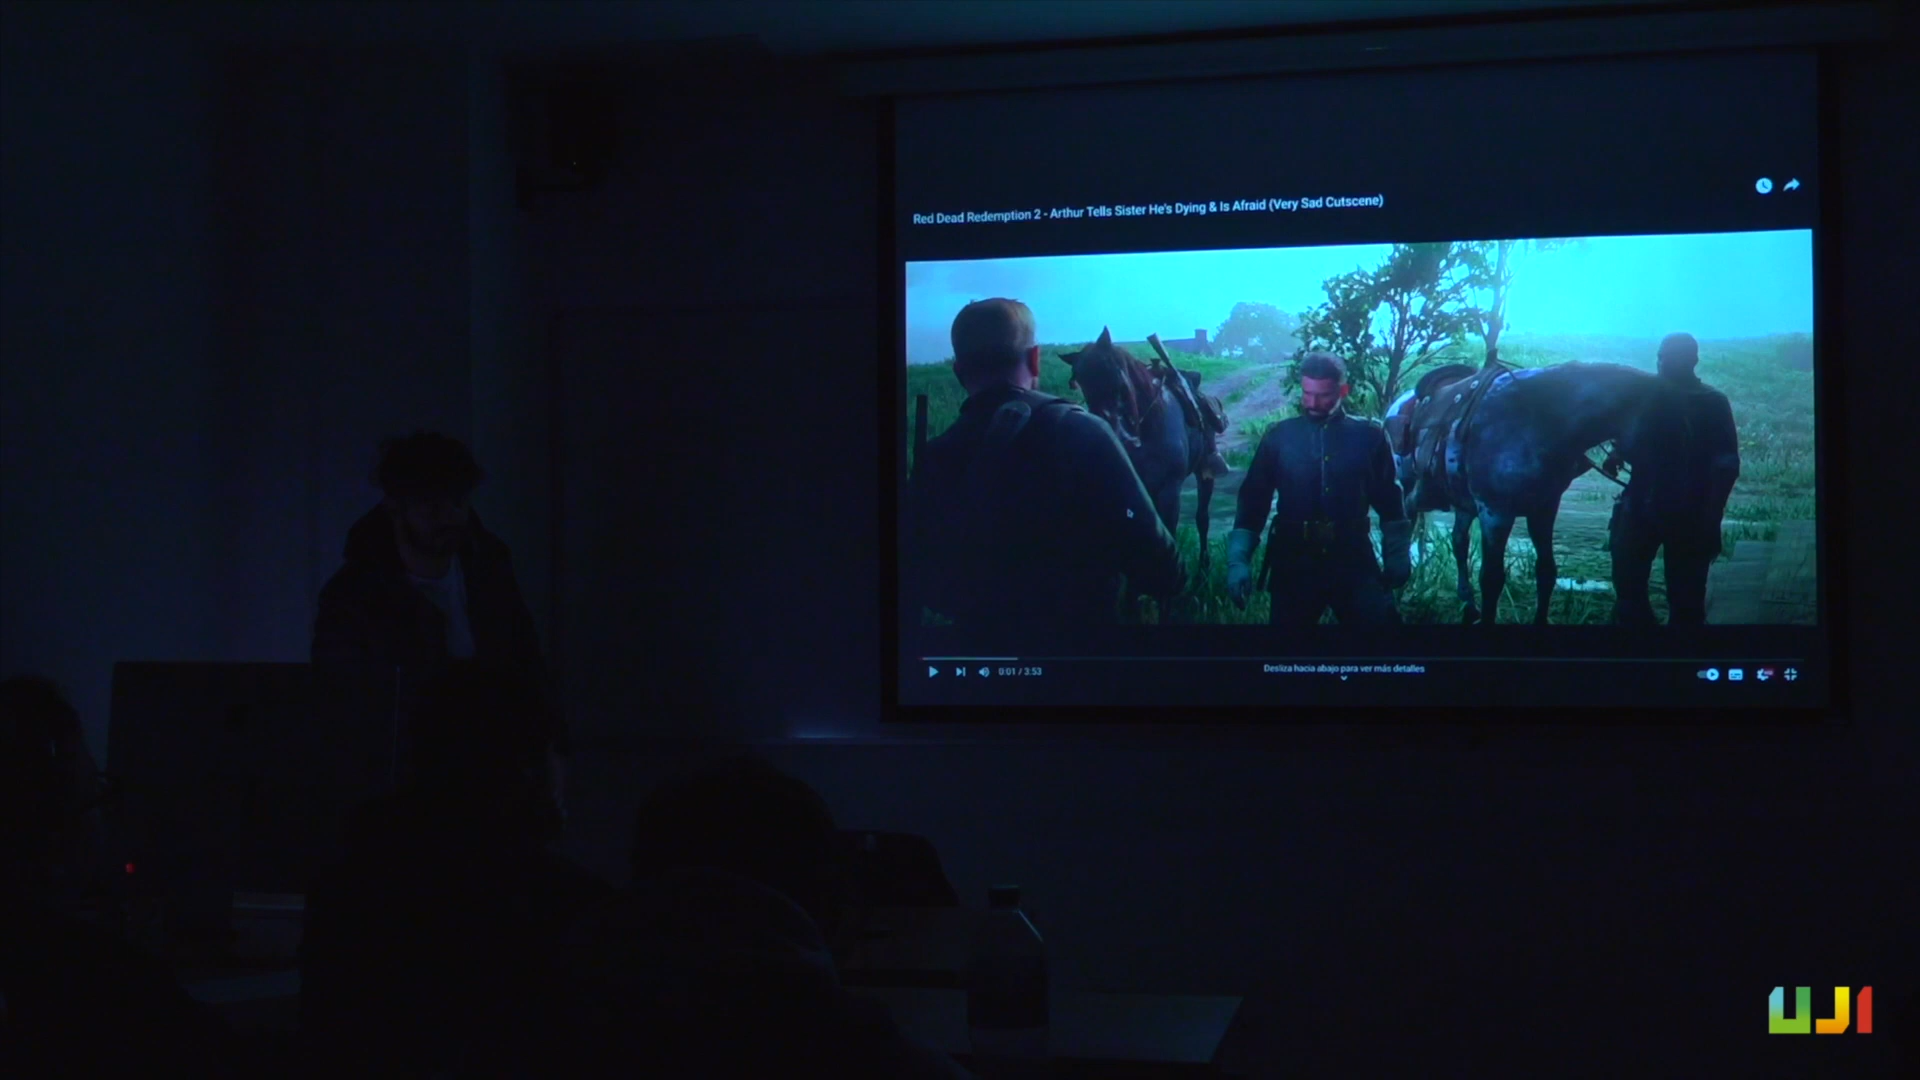 Red Dead Redemption 2 - Arthur Tells Sister He's Dying & Is Afraid (Very Sad Cutscene)
0:01 / 3:53
Desliza hacia abajo para ver más detalles
UJI